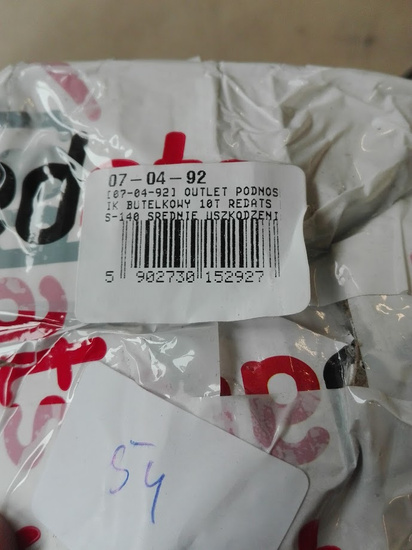 07-04-92
[07-04-92] OUTLET PODNOS
IK BUTELKOWY 10T REDATS
S-140 SREDNIE USZKODZENI
5 902730 152927
54